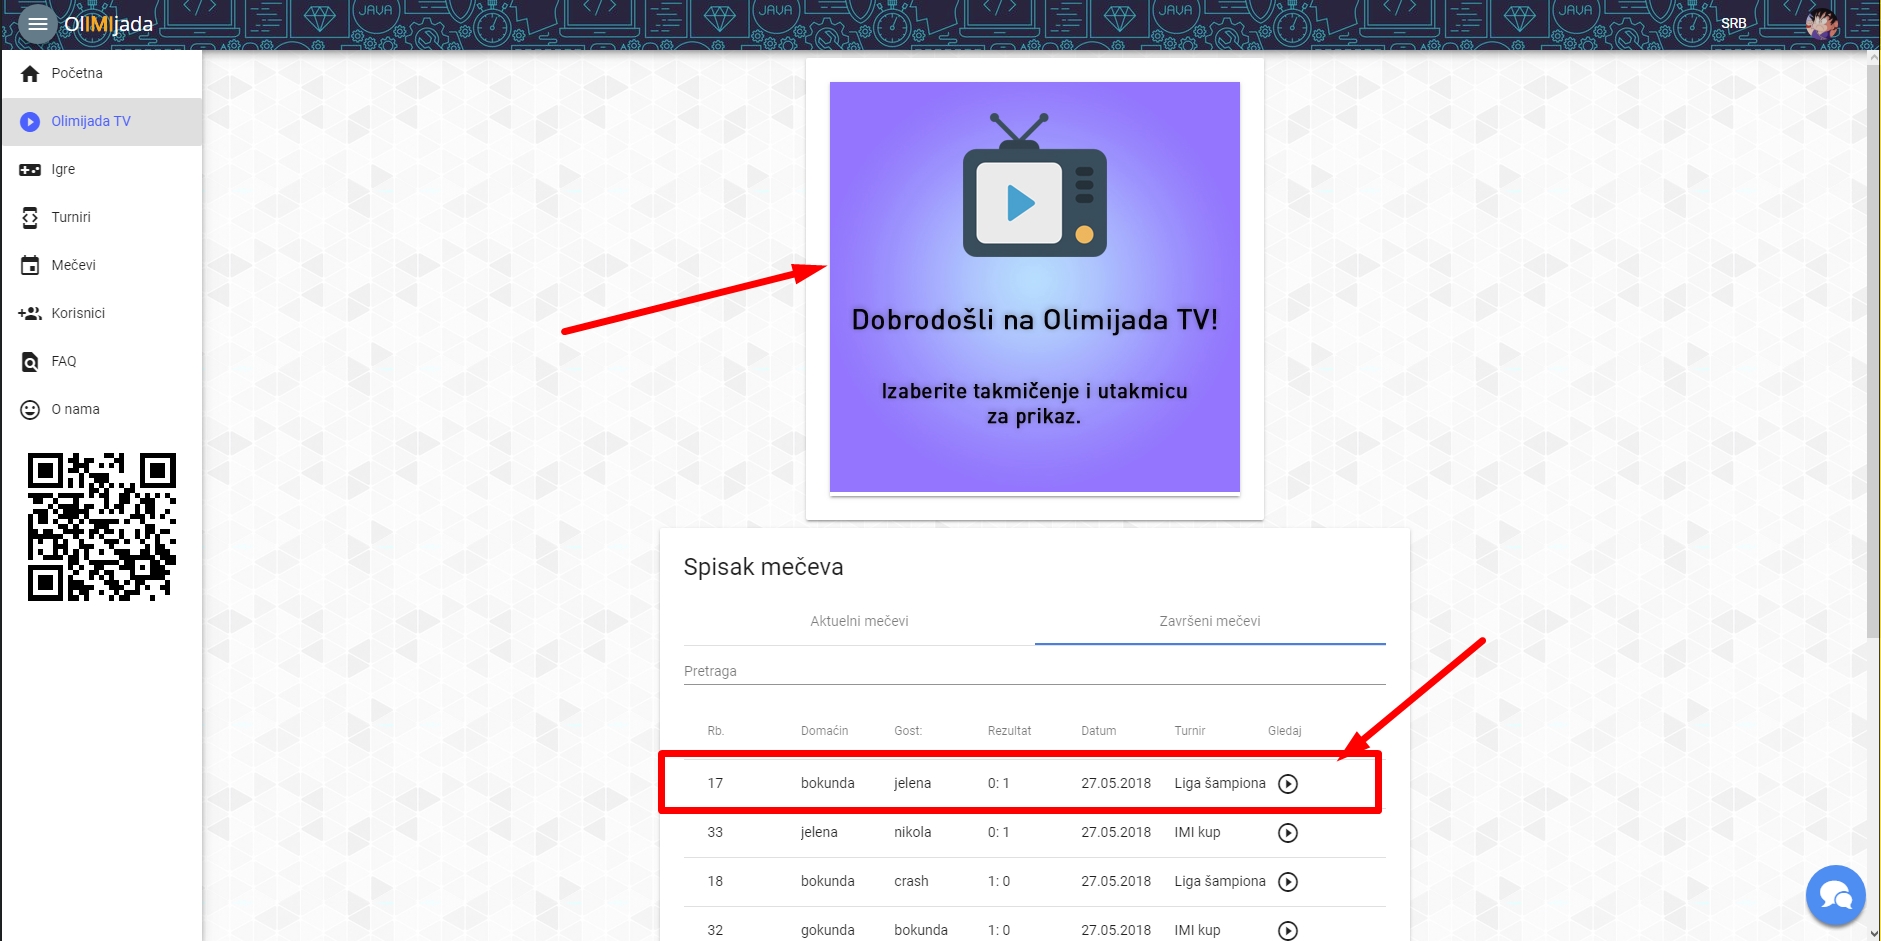 OlIMIjada
SRB
Početna
Olimijada TV
Igre
Turniri
Mečevi
Korisnici
FAQ
O nama
Dobrodošli na Olimijada TV!
Izaberite takmičenje i utakmicu
za prikaz.
Spisak mečeva
Aktuelni mečevi Završeni mečevi
Pretraga
Rb. Domaćin Gost: Rezultat Datum Turnir Gledaj
17 bokunda jelena 0: 1 27.05.2018 Liga šampiona
33 jelena nikola 0: 1 27.05.2018 IMI kup
18 bokunda crash 1: 0 27.05.2018 Liga šampiona
32 gokunda bokunda 1: 0 27.05.2018 IMI kup